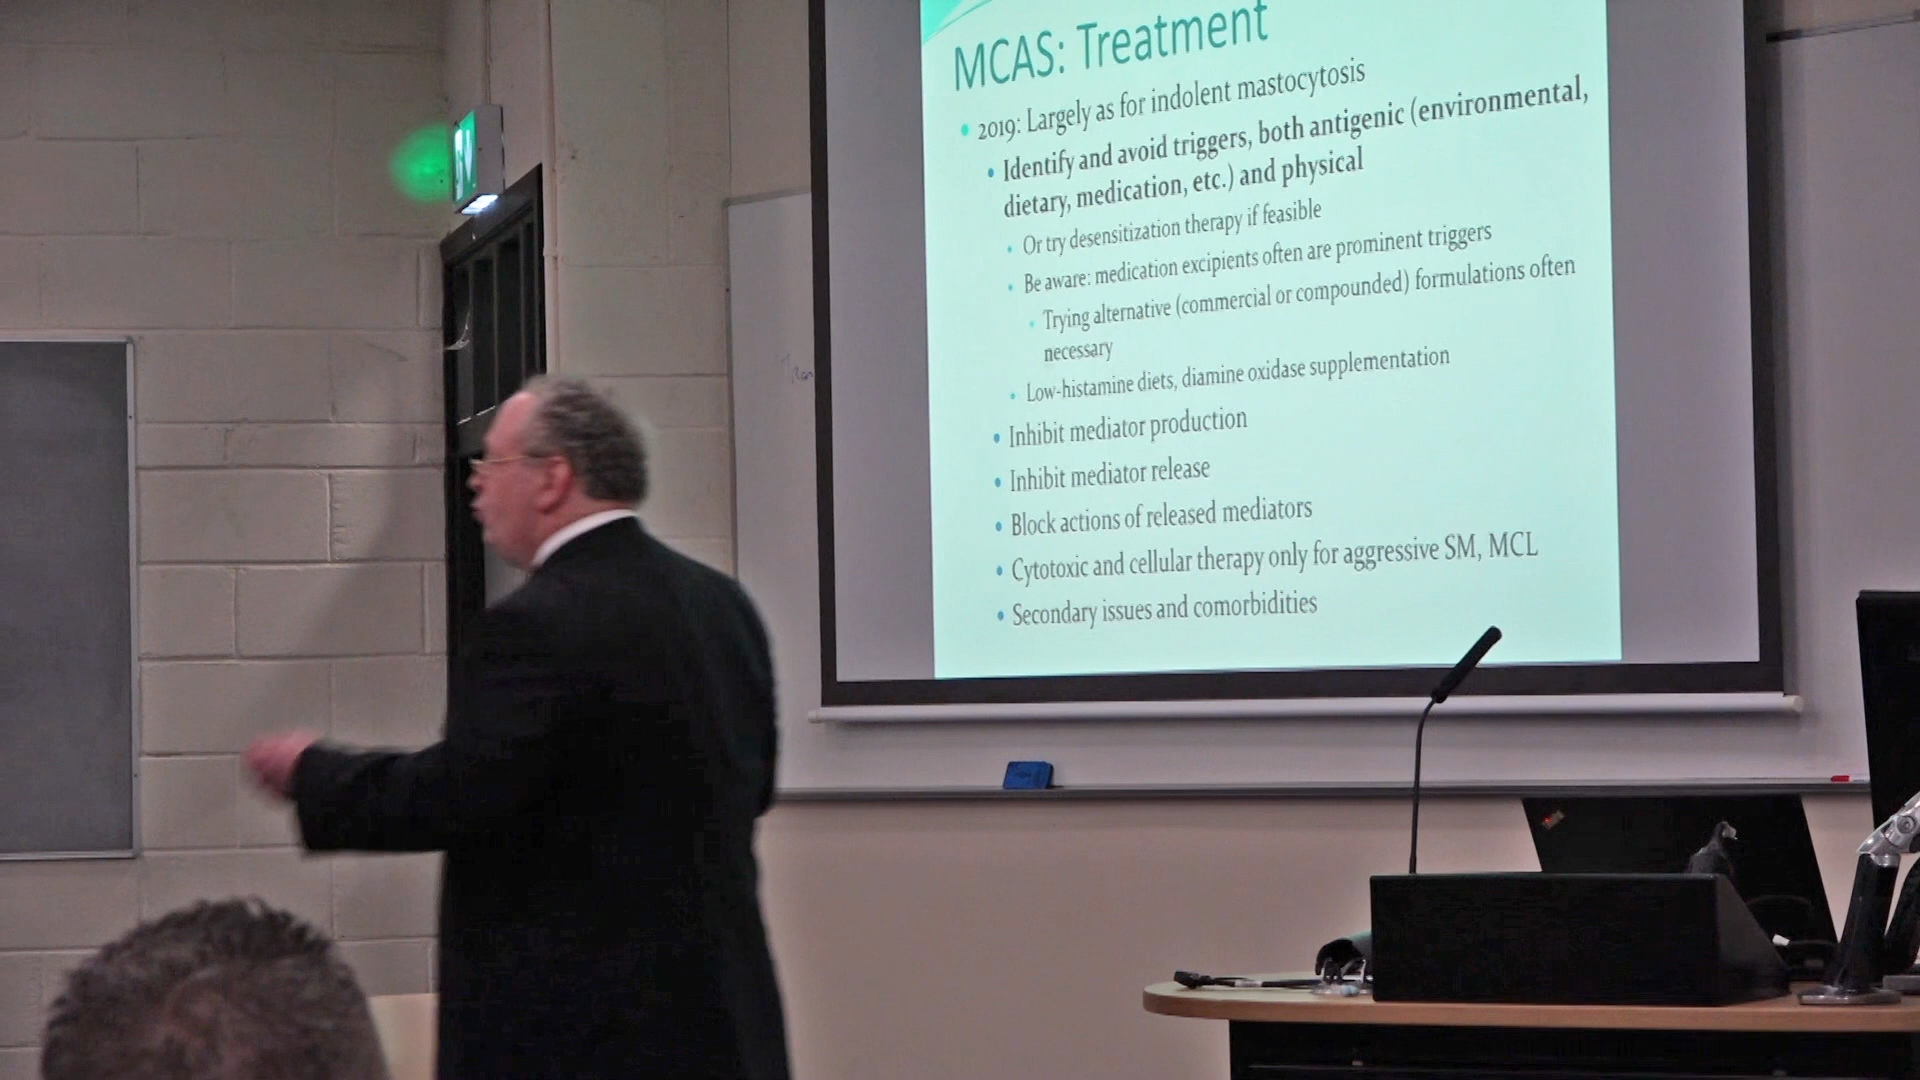 MCAS: Treatment
2019: Largely as for indolent mastocytosis
Identify and avoid triggers, both antigenic (environmental,
dietary, medication, etc.) and physical
Or try desensitization therapy if feasible
Be aware: medication excipients often are prominent triggers
Trying alternative (commercial or compounded) formulations often
necessary
Low-histamine diets, diamine oxidase supplementation
Inhibit mediator production
Inhibit mediator release
Block actions of released mediators
Cytotoxic and cellular therapy only for aggressive SM, MCL
Secondary issues and comorbidities